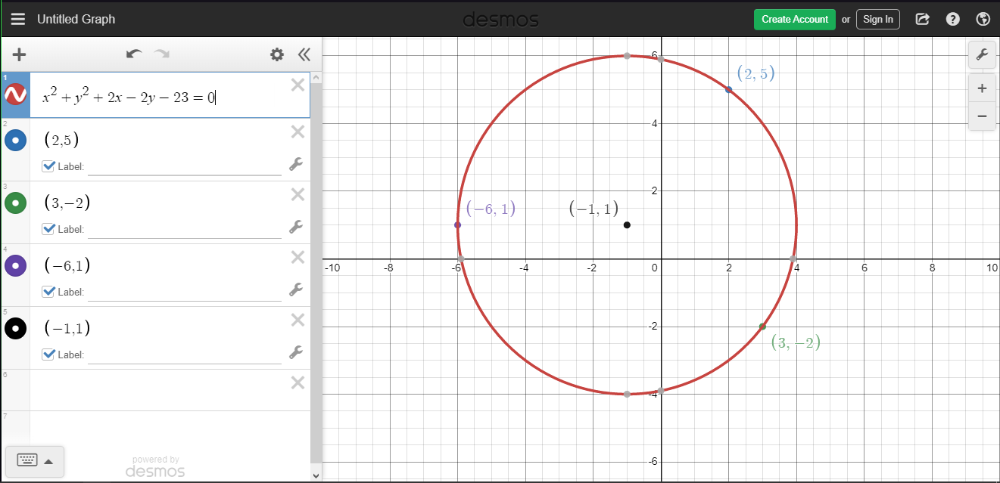 Untitled Graph
desmos
Create Account or Sign In
1
x² + y² + 2x − 2y − 23 = 0
2
(2,5)
Label:
3
(3,−2)
Label:
4
(−6,1)
Label:
5
(−1,1)
Label:
6
7
powered by
desmos
6
(2, 5)
4
2
(−6, 1)
(−1, 1)
-10 -8 -6 -4 -2 0 2 4 6 8 10
-2
(3, −2)
-4
-6